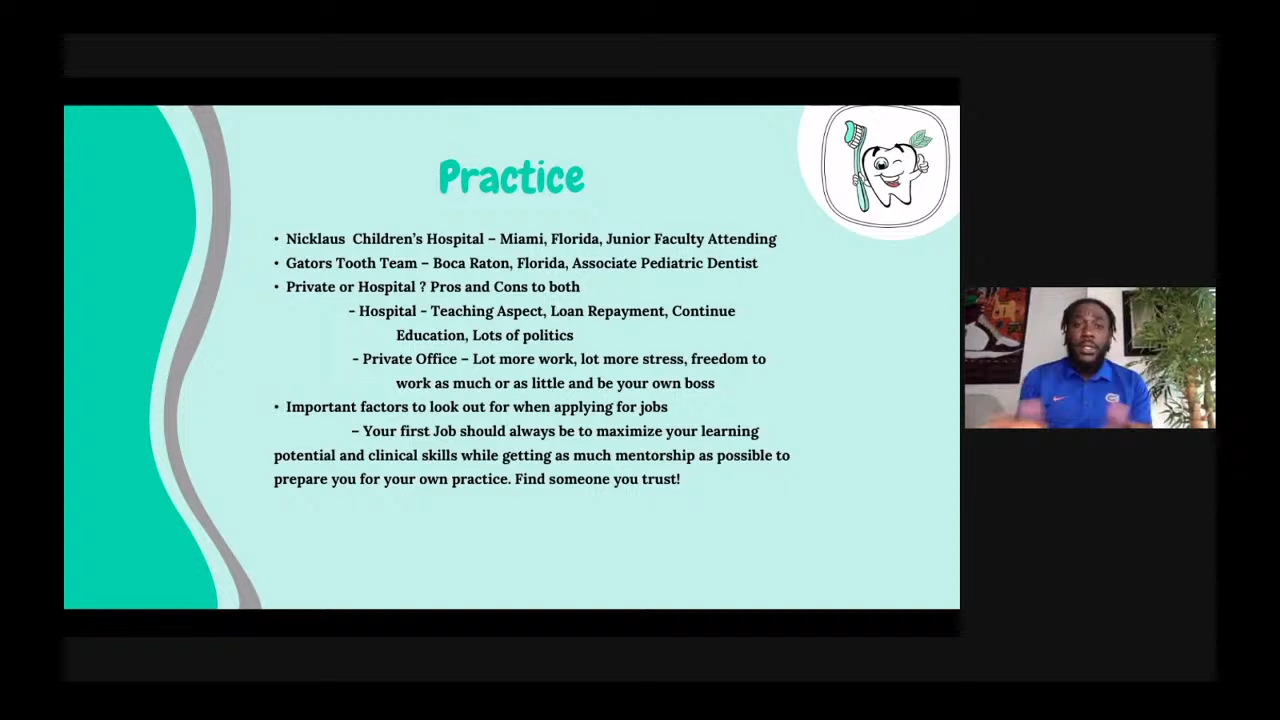 Practice
• Nicklaus Children's Hospital – Miami, Florida, Junior Faculty Attending
• Gators Tooth Team – Boca Raton, Florida, Associate Pediatric Dentist
• Private or Hospital ? Pros and Cons to both
- Hospital - Teaching Aspect, Loan Repayment, Continue
Education, Lots of politics
- Private Office – Lot more work, lot more stress, freedom to
work as much or as little and be your own boss
• Important factors to look out for when applying for jobs
– Your first Job should always be to maximize your learning
potential and clinical skills while getting as much mentorship as possible to
prepare you for your own practice. Find someone you trust!